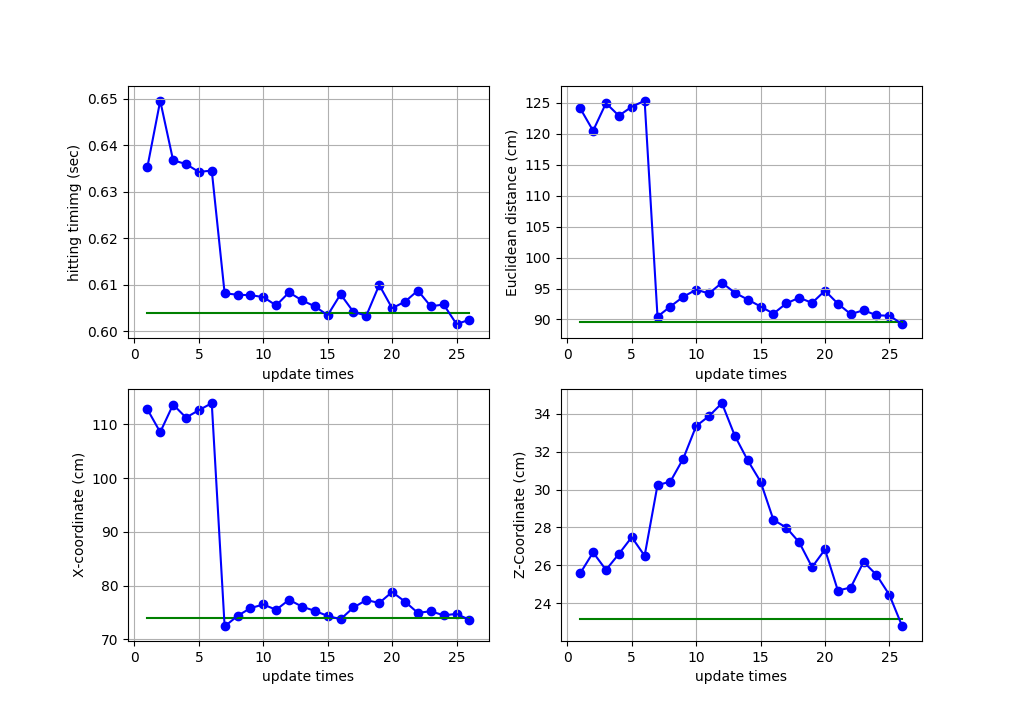 0.65
0.64
0.63
0.62
0.61
0.60
hitting timimg (sec)
0 5 10 15 20 25
update times
125
120
115
110
105
100
95
90
Euclidean distance (cm)
0 5 10 15 20 25
update times
110
100
90
80
70
X-coordinate (cm)
0 5 10 15 20 25
update times
34
32
30
28
26
24
Z-Coordinate (cm)
0 5 10 15 20 25
update times